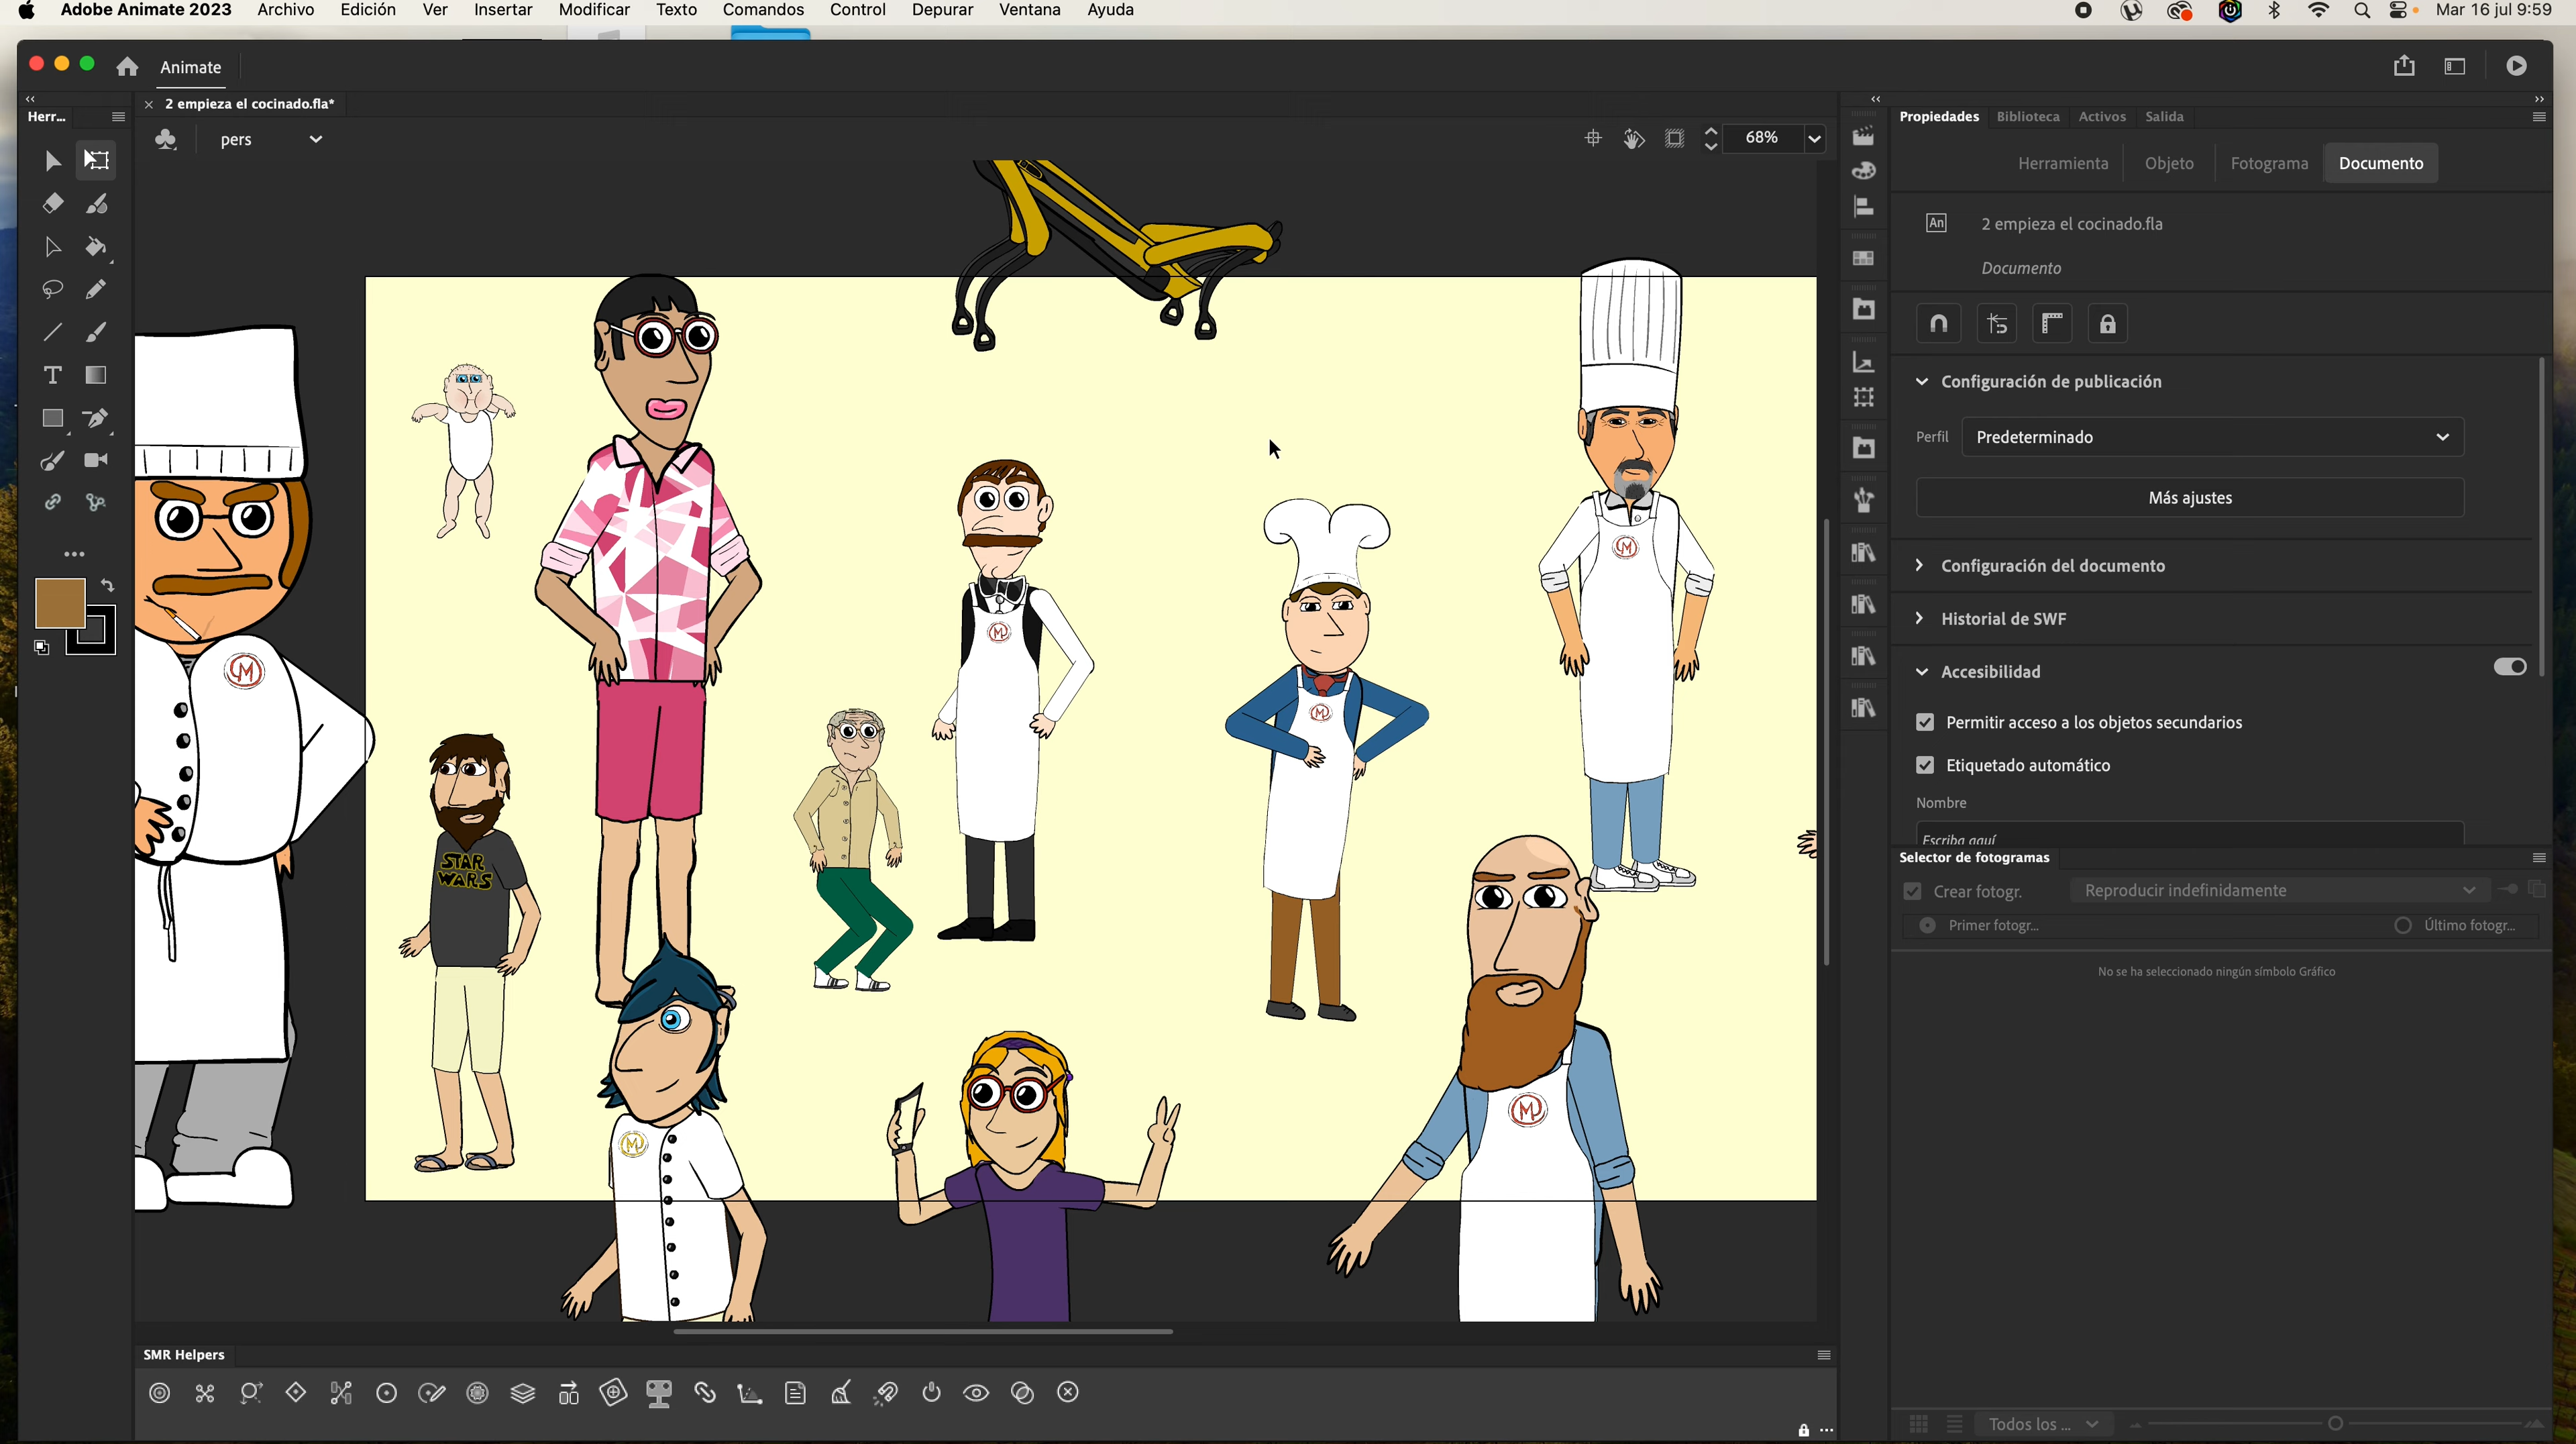 Adobe Animate 2023 Archivo Edición Ver Insertar Modificar Texto Comandos Control Depurar Ventana Ayuda Mar 16 jul 9:59
Animate
2 empieza el cocinado.fla*
Herr...
pers
68%
STAR
WARS
M
SMR Helpers
Propiedades Biblioteca Activos Salida
Herramienta Objeto Fotograma Documento
An 2 empieza el cocinado.fla
Documento
Configuración de publicación
Perfil Predeterminado
Más ajustes
Configuración del documento
Historial de SWF
Accesibilidad
Permitir acceso a los objetos secundarios
Etiquetado automático
Nombre
Escriba aquí
Selector de fotogramas
Crear fotogr. Reproducir indefinidamente
Primer fotogr... Último fotogr...
No se ha seleccionado ningún símbolo Gráfico
Todos los ...